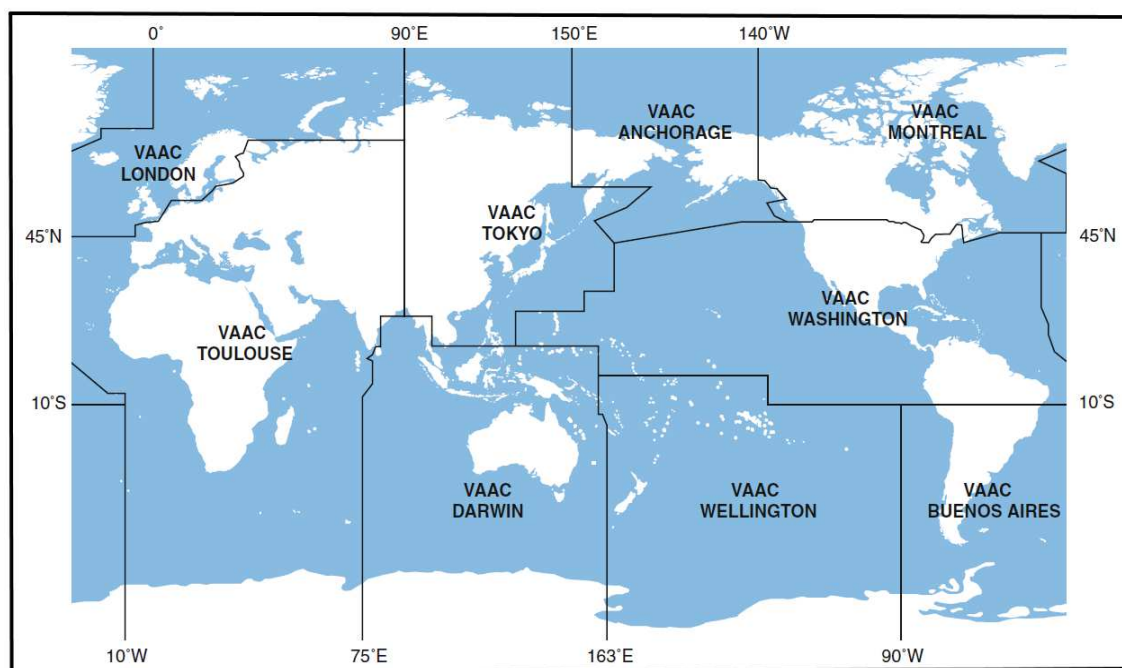 0°
90°E
150°E
140°W
VAAC
ANCHORAGE
VAAC
MONTREAL
VAAC
LONDON
VAAC
TOKYO
45°N
45°N
VAAC
WASHINGTON
VAAC
TOULOUSE
10°S
10°S
VAAC
DARWIN
VAAC
WELLINGTON
VAAC
BUENOS AIRES
10°W
75°E
163°E
90°W